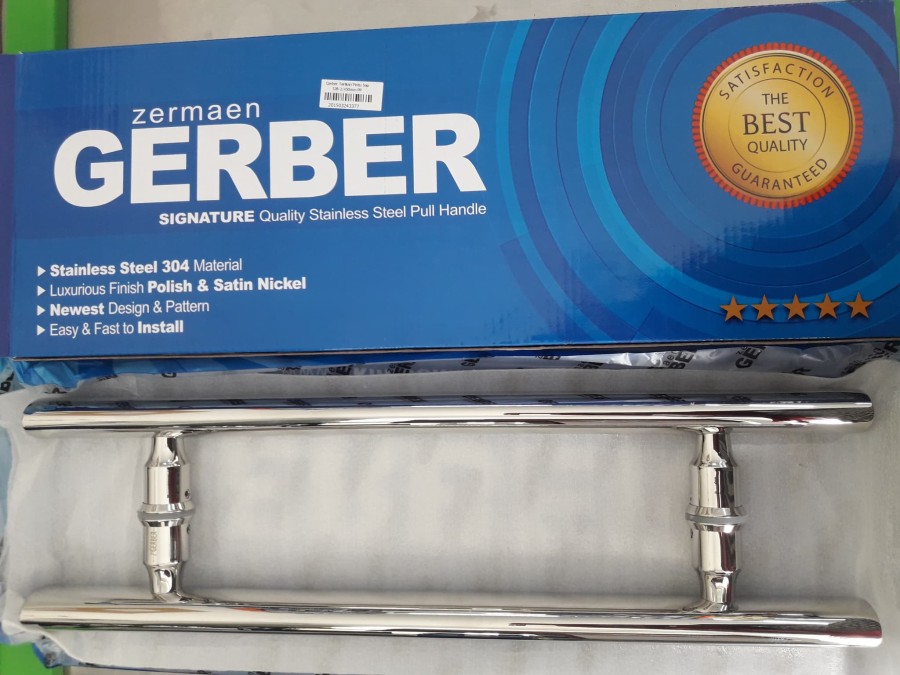 zermaen
GERBER
SIGNATURE Quality Stainless Steel Pull Handle
▶ Stainless Steel 304 Material
▶ Luxurious Finish Polish & Satin Nickel
▶ Newest Design & Pattern
▶ Easy & Fast to Install
SATISFACTION
THE
BEST
QUALITY
GUARANTEED
GERBER